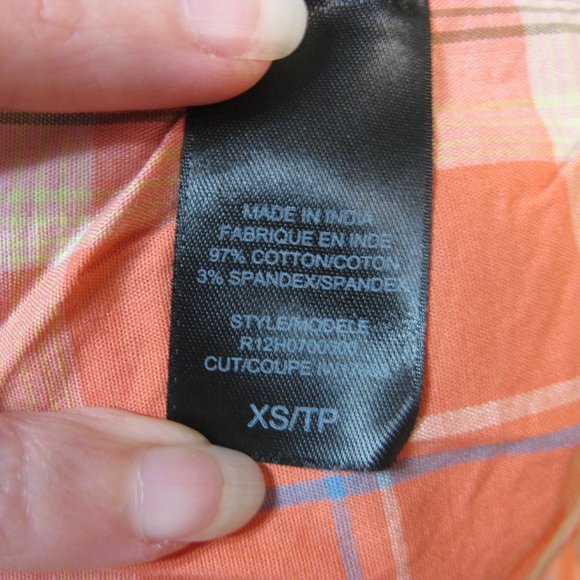 MADE IN INDIA
FABRIQUE EN INDE
97% COTTON/COTON
3% SPANDEX/SPANDEX
STYLE/MODELE
CUT/COUPE
XS/TP